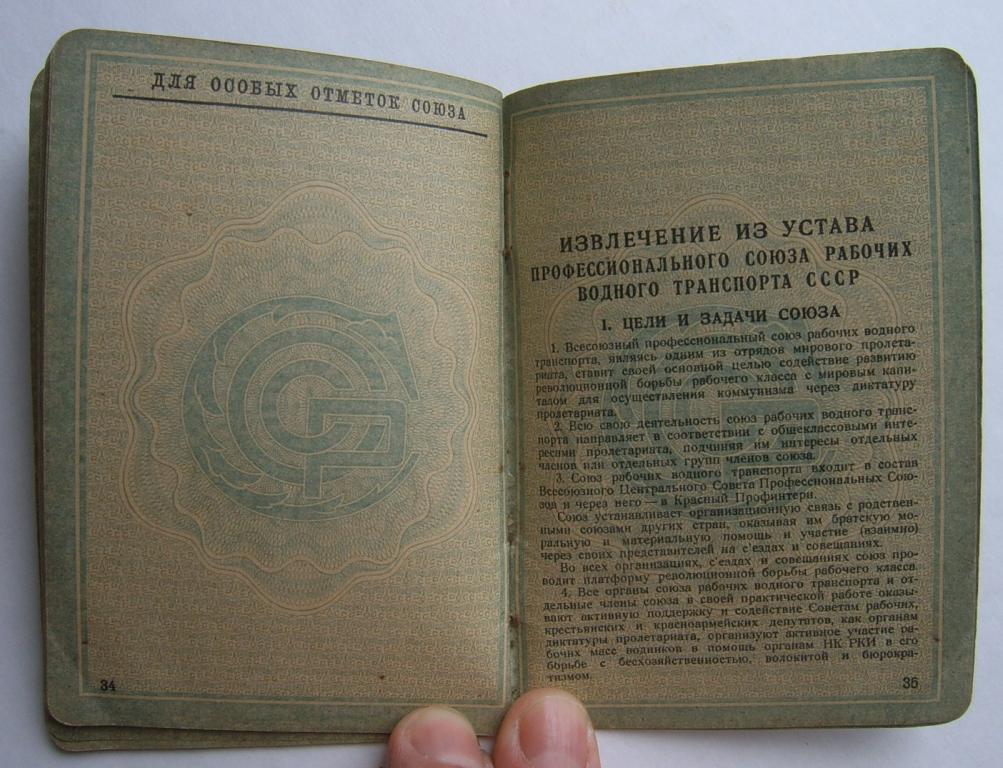 ДЛЯ ОСОБЫХ ОТМЕТОК СОЮЗА
34
ИЗВЛЕЧЕНИЕ ИЗ УСТАВА
ПРОФЕССИОНАЛЬНОГО СОЮЗА РАБОЧИХ
ВОДНОГО ТРАНСПОРТА СССР
1. ЦЕЛИ И ЗАДАЧИ СОЮЗА
1. Всесоюзный профессиональный союз рабочих водного
транспорта, являясь одним из отрядов мирового пролета-
риата, ставит своей основной целью содействие развитию
революционной борьбы рабочего класса с мировым капи-
талом для осуществления коммунизма через диктатуру
пролетариата.
2. Всю свою деятельность союз рабочих водного транс-
порта направляет в соответствии с общеклассовыми инте-
ресами пролетариата, подчиняя им интересы отдельных
членов или отдельных групп членов союза.
3. Союз рабочих водного транспорта входит в состав
Всесоюзного Центрального Совета Профессиональных Сою-
зов и через него — в Красный Профинтерн.
Союз устанавливает организационную связь с родствен-
ными союзами других стран, оказывая им братскую мо-
ральную и материальную помощь и участие (взаимно)
через своих представителей на с'ездах и совещаниях.
Во всех организациях, с'ездах и совещаниях союз про-
водит платформу революционной борьбы рабочего класса.
4. Все органы союза рабочих водного транспорта и от-
дельные члены союза в своей практической работе оказы-
вают активную поддержку и содействие Советам рабочих,
крестьянских и красноармейских депутатов, как органам
диктатуры пролетариата, организуют активное участие ра-
бочих масс водников в помощь органам НК РКИ в его
борьбе с бесхозяйственностью, волокитой и бюрокра-
тизмом.
35